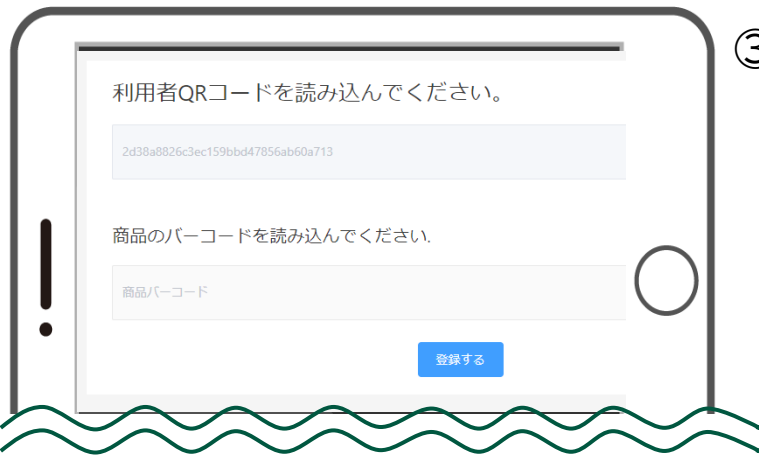 ③
利用者QRコードを読み込んでください。
2d38a8826c3ec159bbd47856ab60a713
商品のバーコードを読み込んでください.
商品バーコード
登録する